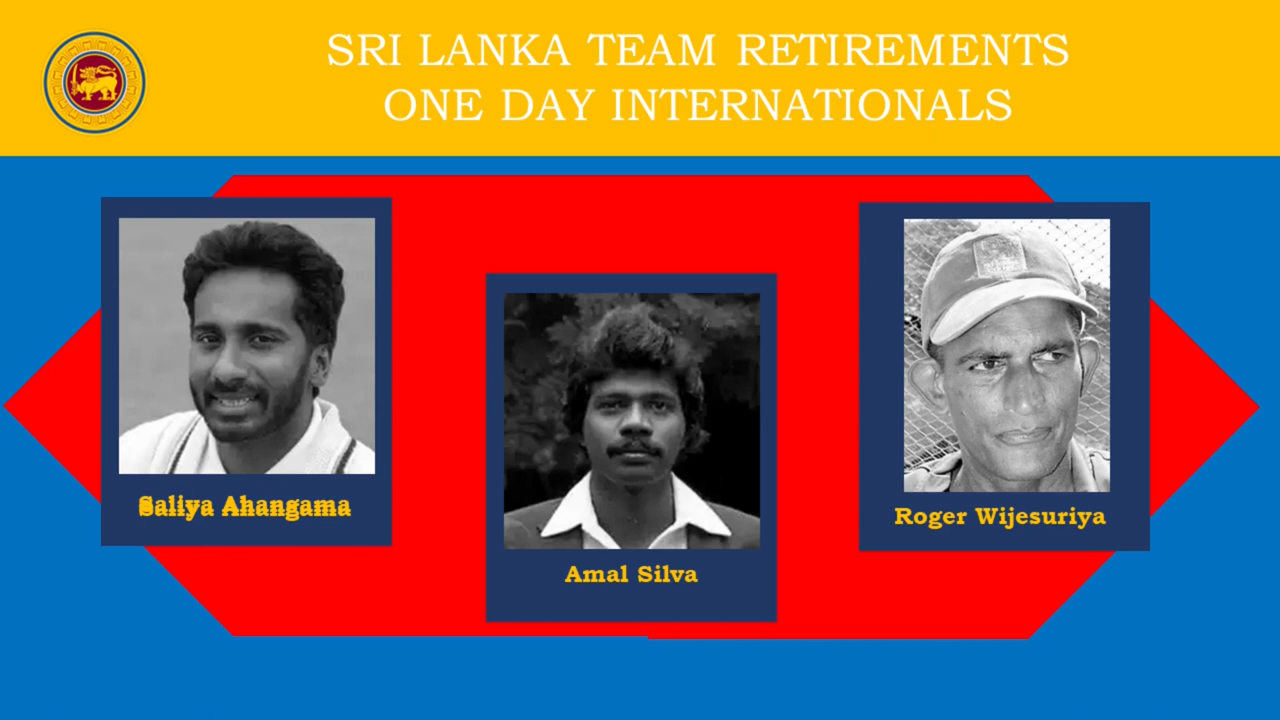 SRI LANKA TEAM RETIREMENTS
ONE DAY INTERNATIONALS
Saliya Ahangama
Amal Silva
Roger Wijesuriya